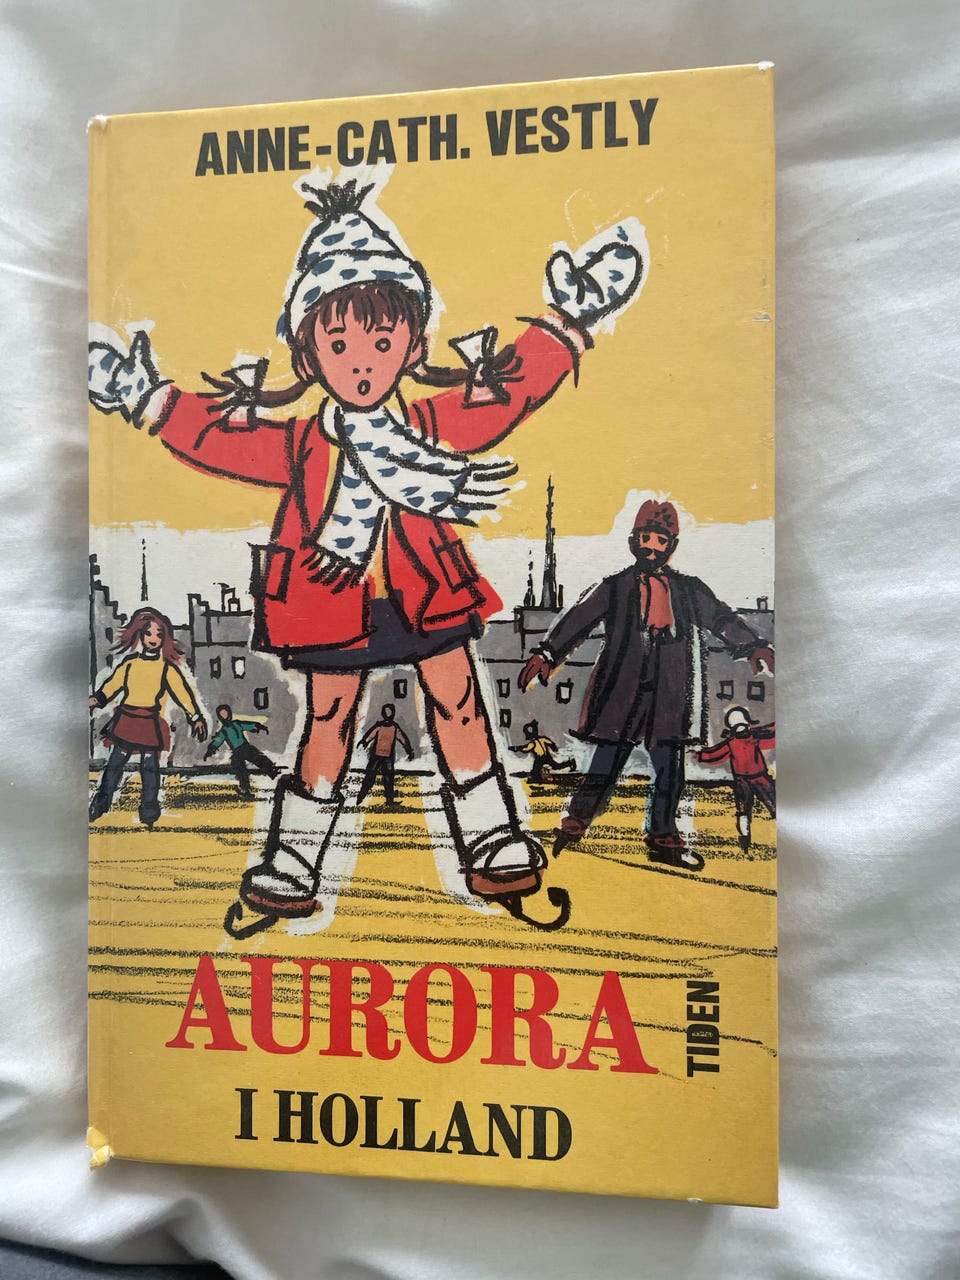 ANNE-CATH. VESTLY
AURORA
I HOLLAND
TIDEN